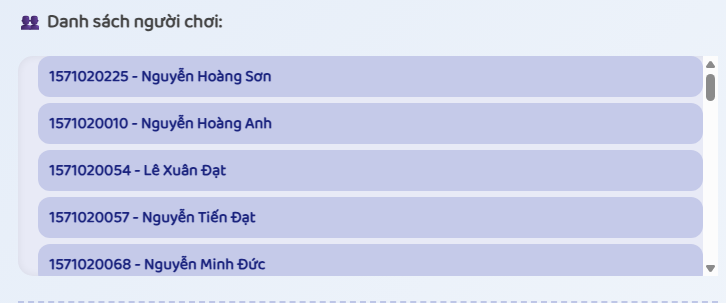 Danh sách người chơi:
1571020225 - Nguyễn Hoàng Sơn
1571020010 - Nguyễn Hoàng Anh
1571020054 - Lê Xuân Đạt
1571020057 - Nguyễn Tiến Đạt
1571020068 - Nguyễn Minh Đức